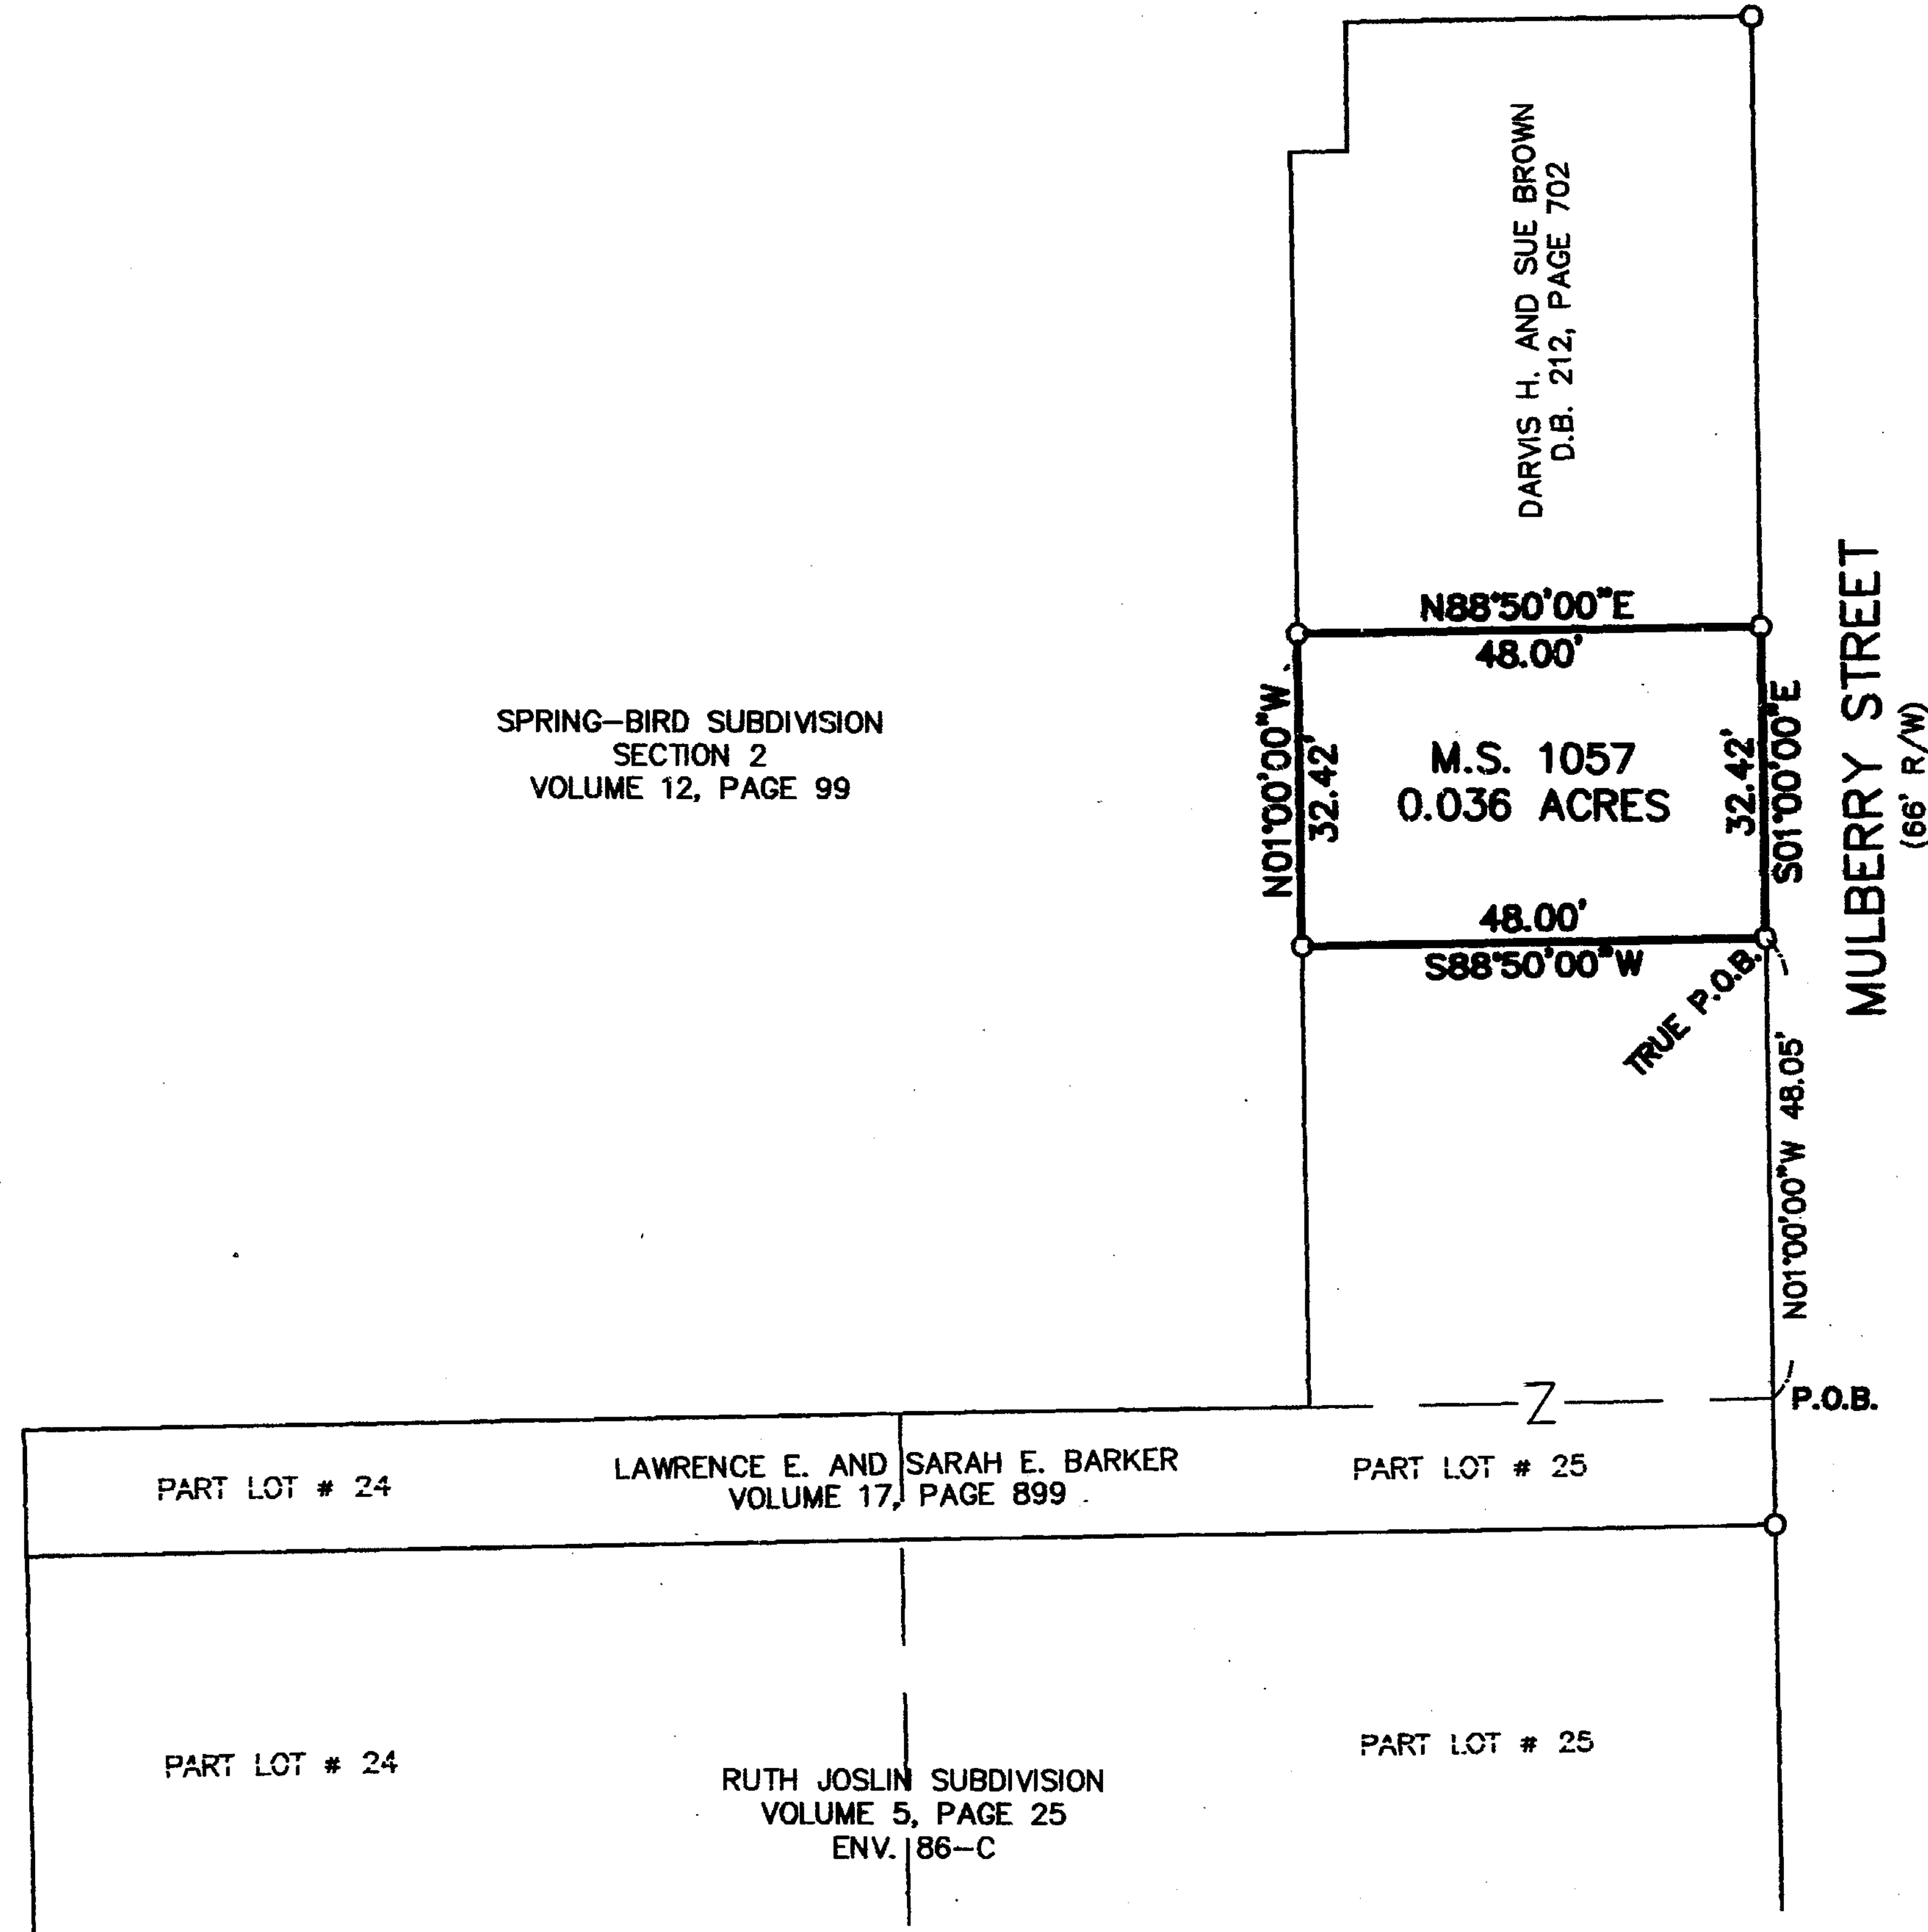 DARVIS H. AND SUE BROWN
D.B. 212, PAGE 702
N88°50'00"E
48.00'
N01°00'00"W
32.42'
M.S. 1057
0.036 ACRES
32.42'
S01°00'00"E
MULBERRY STREET
(66' R/W)
SPRING-BIRD SUBDIVISION
SECTION 2
VOLUME 12, PAGE 99
48.00'
S88°50'00"W
TRUE P.O.B.
N01°00'00"W 48.05'
Z
P.O.B.
PART LOT # 24
LAWRENCE E. AND SARAH E. BARKER
VOLUME 17, PAGE 899
PART LOT # 25
PART LOT # 24
RUTH JOSLIN SUBDIVISION
VOLUME 5, PAGE 25
ENV. 86-C
PART LOT # 25